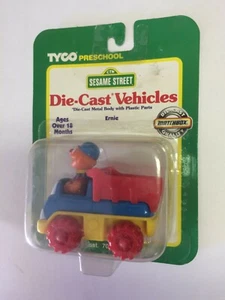 TYCO PRESCHOOL
SESAME STREET
Die-Cast Vehicles
Die-Cast Metal Body with Plastic Parts
Ages
Over 18
Months
Ernie
MATCHBOX